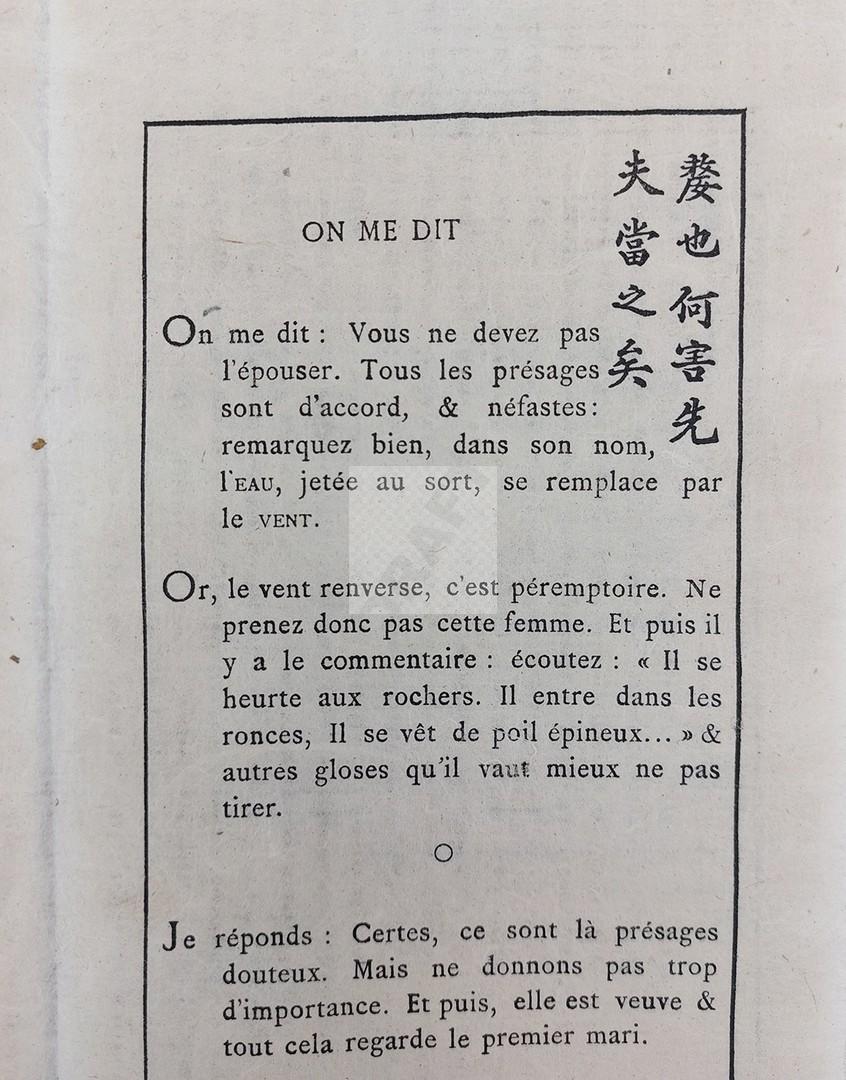 嫠也何害先
夫當之矣
ON ME DIT
On me dit : Vous ne devez pas
l'épouser. Tous les présages
sont d'accord, & néfastes :
remarquez bien, dans son nom,
l'EAU, jetée au sort, se remplace par
le VENT.
Or, le vent renverse, c'est péremptoire. Ne
prenez donc pas cette femme. Et puis il
y a le commentaire : écoutez : « Il se
heurte aux rochers. Il entre dans les
ronces, Il se vêt de poil épineux... » &
autres gloses qu'il vaut mieux ne pas
tirer.
Je réponds : Certes, ce sont là présages
douteux. Mais ne donnons pas trop
d'importance. Et puis, elle est veuve &
tout cela regarde le premier mari.